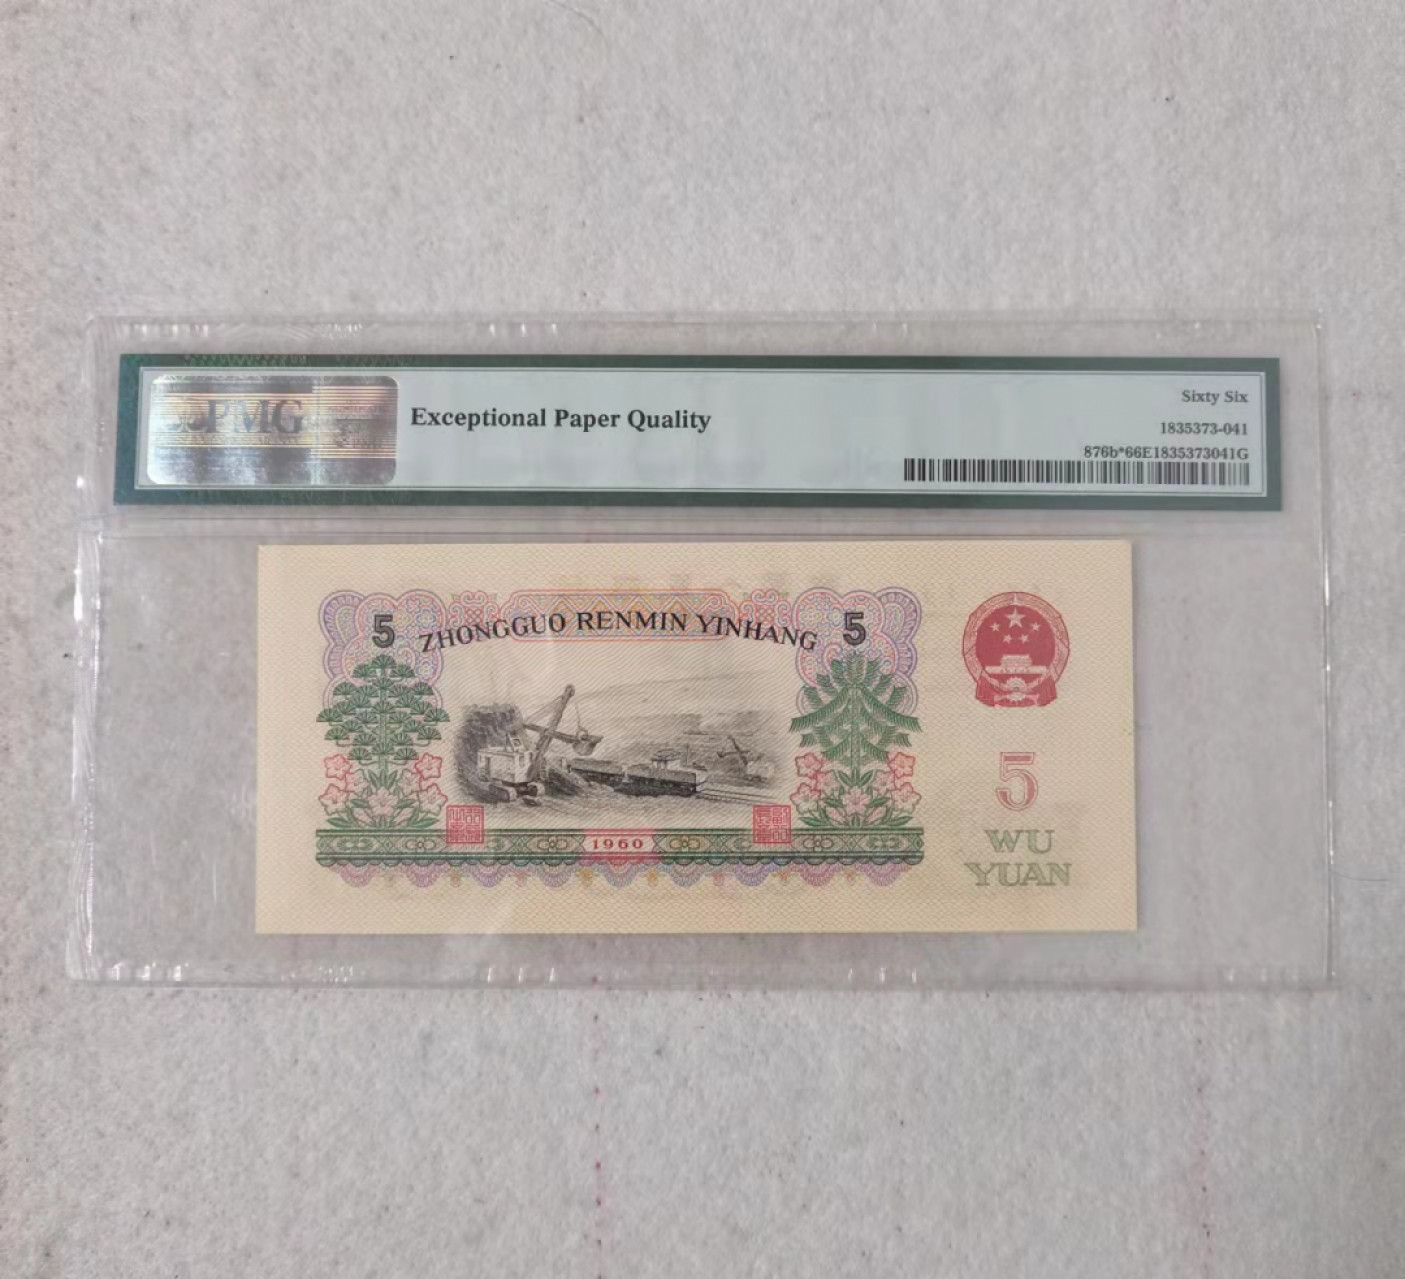 PMG
Exceptional Paper Quality
Sixty Six
1835373-041
876b*66E1835373041G
5 ZHONGGUO RENMIN YINHANG 5
1960
5
WU
YUAN